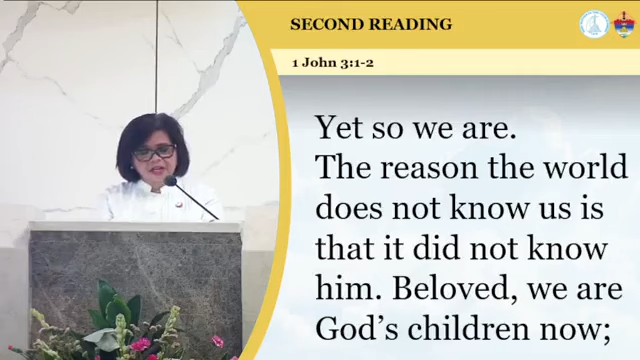 SECOND READING
1 John 3:1-2
Yet so we are.
The reason the world
does not know us is
that it did not know
him. Beloved, we are
God's children now;